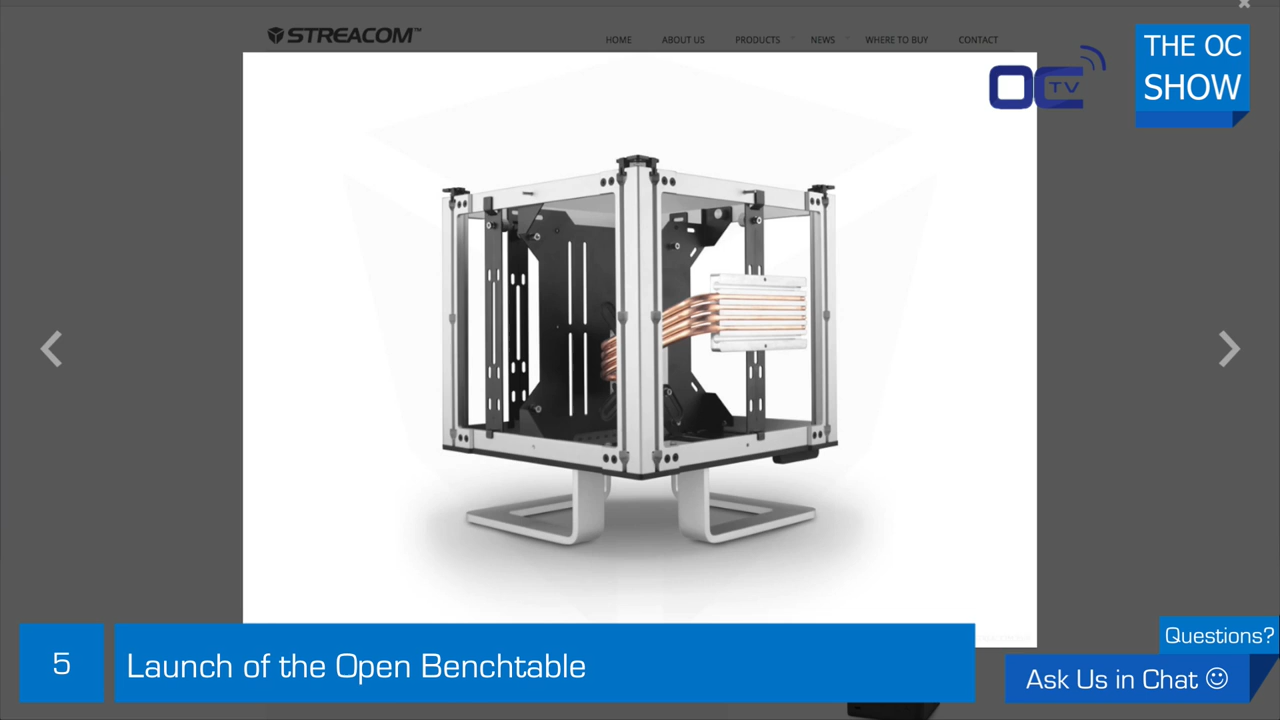 STREACOM™
HOME ABOUT US PRODUCTS NEWS WHERE TO BUY CONTACT
OC TV
THE OC
SHOW
5
Launch of the Open Benchtable
Questions?
Ask Us in Chat ☺